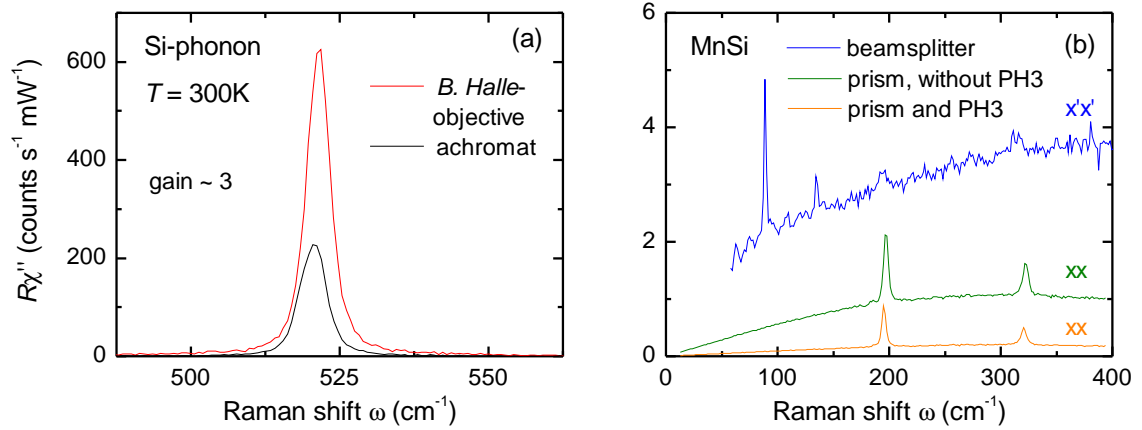 Rχ'' (counts s⁻¹ mW⁻¹)
600
400
200
0
Si-phonon
(a)
T = 300K
B. Halle-
objective
achromat
gain ~ 3
500
525
550
Raman shift ω (cm⁻¹)
6
4
2
0
MnSi
(b)
beamsplitter
prism, without PH3
prism and PH3
x'x'
xx
xx
0
100
200
300
400
Raman shift ω (cm⁻¹)